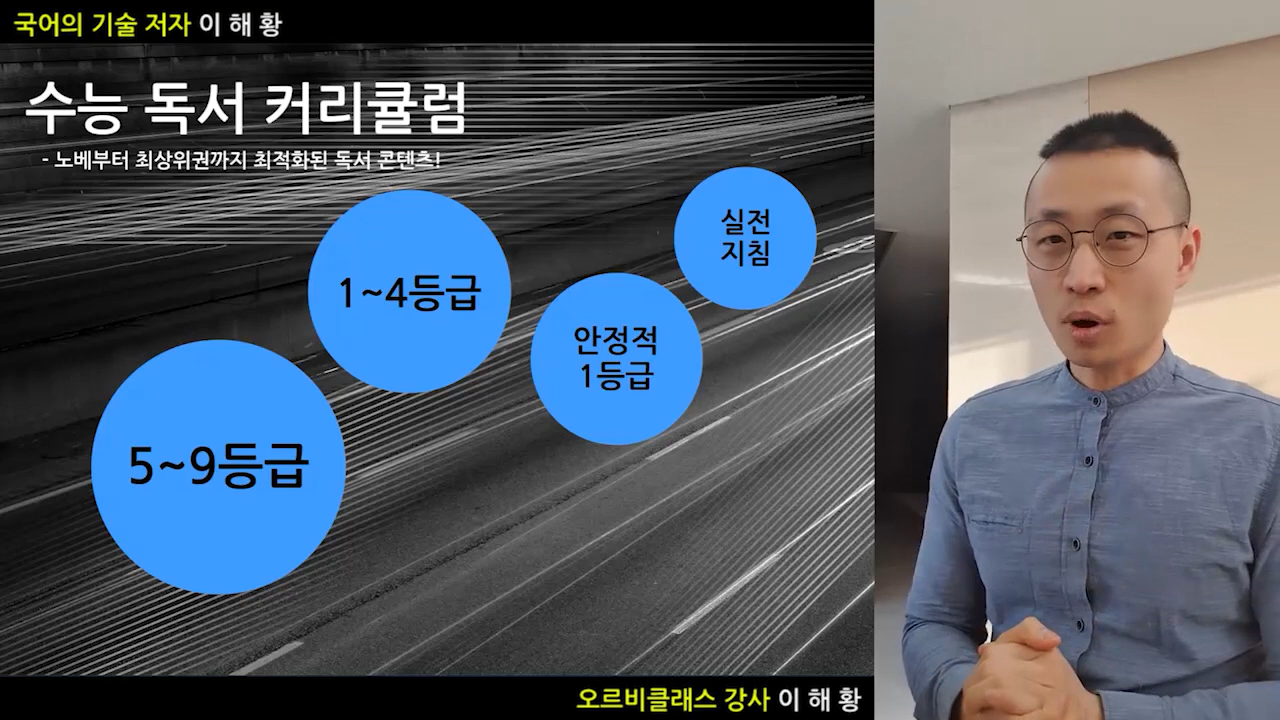 국어의 기술 저자 이 해 황
수능 독서 커리큘럼
- 노베부터 최상위권까지 최적화된 독서 콘텐츠!
5~9등급
1~4등급
안정적
1등급
실전
지침
오르비클래스 강사 이 해 황